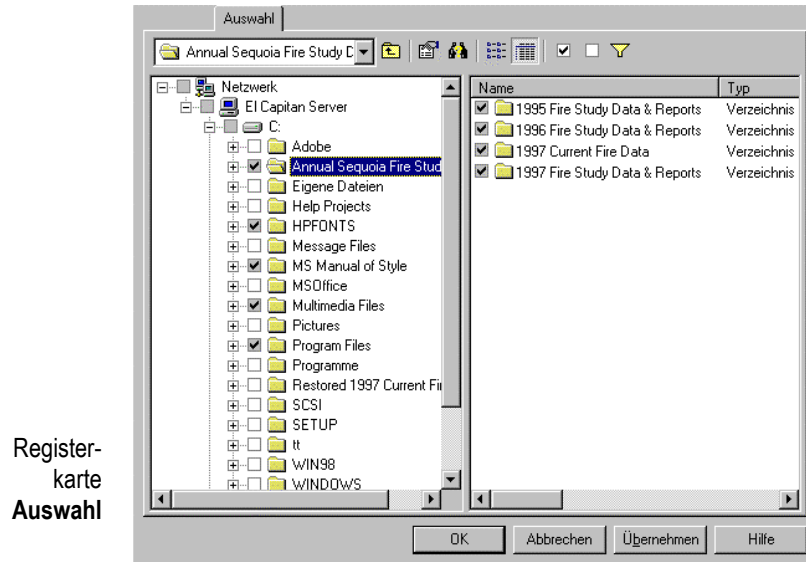 Auswahl
Annual Sequoia Fire Study D
Netzwerk
El Capitan Server
C:
Adobe
Annual Sequoia Fire Stud
Eigene Dateien
Help Projects
HPFONTS
Message Files
MS Manual of Style
MSOffice
Multimedia Files
Pictures
Program Files
Programme
Restored 1997 Current Fi
SCSI
SETUP
tt
WIN98
WINDOWS
Name Typ
1995 Fire Study Data & Reports Verzeichnis
1996 Fire Study Data & Reports Verzeichnis
1997 Current Fire Data Verzeichnis
1997 Fire Study Data & Reports Verzeichnis
OK Abbrechen Übernehmen Hilfe
Register-
karte
Auswahl